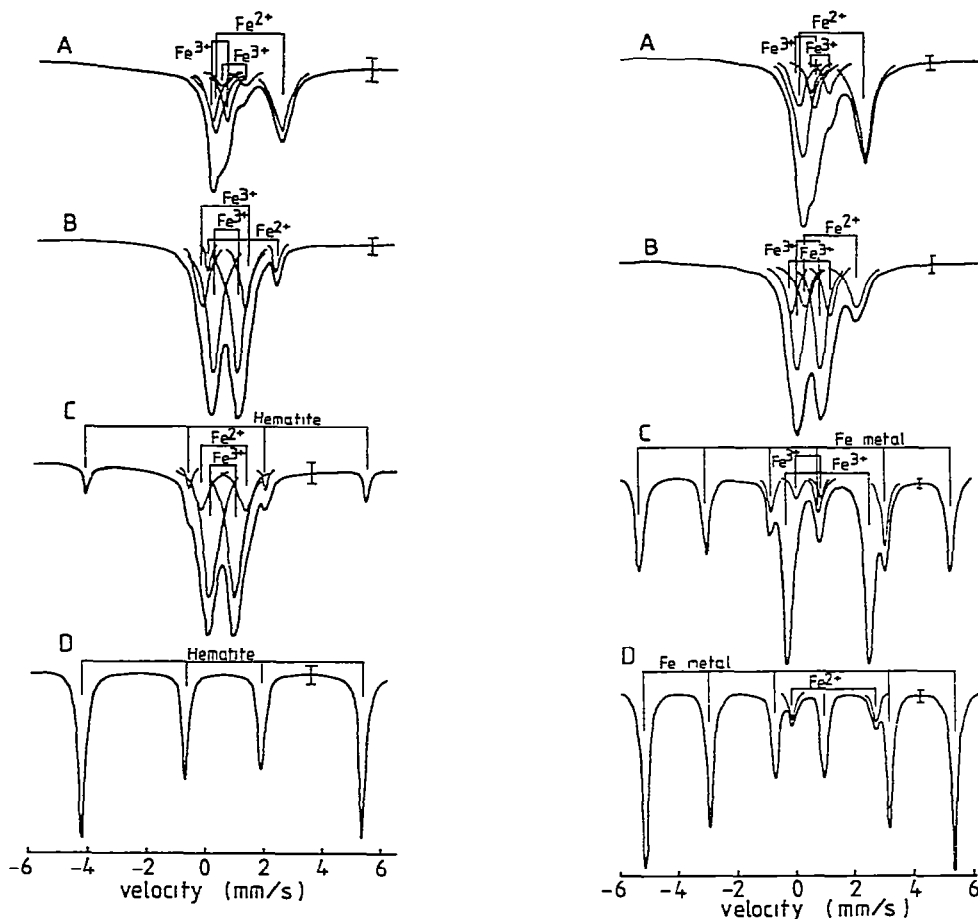 A
Fe2+
Fe3+
Fe3+
B
Fe3+
Fe3+
Fe2+
C
Hematite
Fe2+
Fe3+
D
Hematite
-6 -4 -2 0 2 4 6
velocity (mm/s)
A
Fe2+
Fe3+
Fe3+
B
Fe2+
Fe3+
Fe3+
C
Fe metal
Fe3+
Fe3+
D
Fe metal
Fe2+
-6 -4 -2 0 2 4 6
velocity (mm/s)